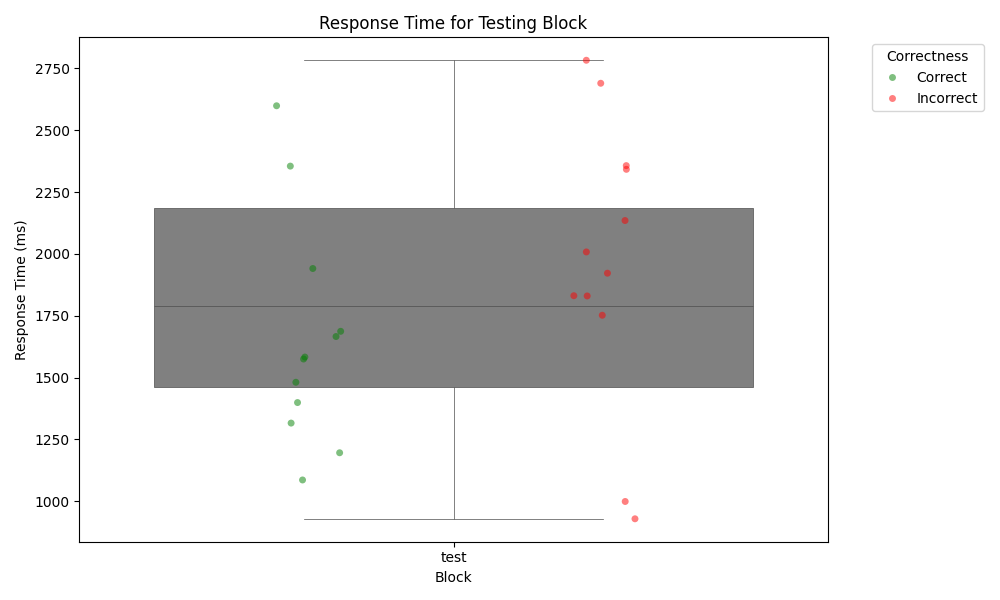 Response Time for Testing Block
Correctness
Correct
Incorrect
Response Time (ms)
2750
2500
2250
2000
1750
1500
1250
1000
test
Block